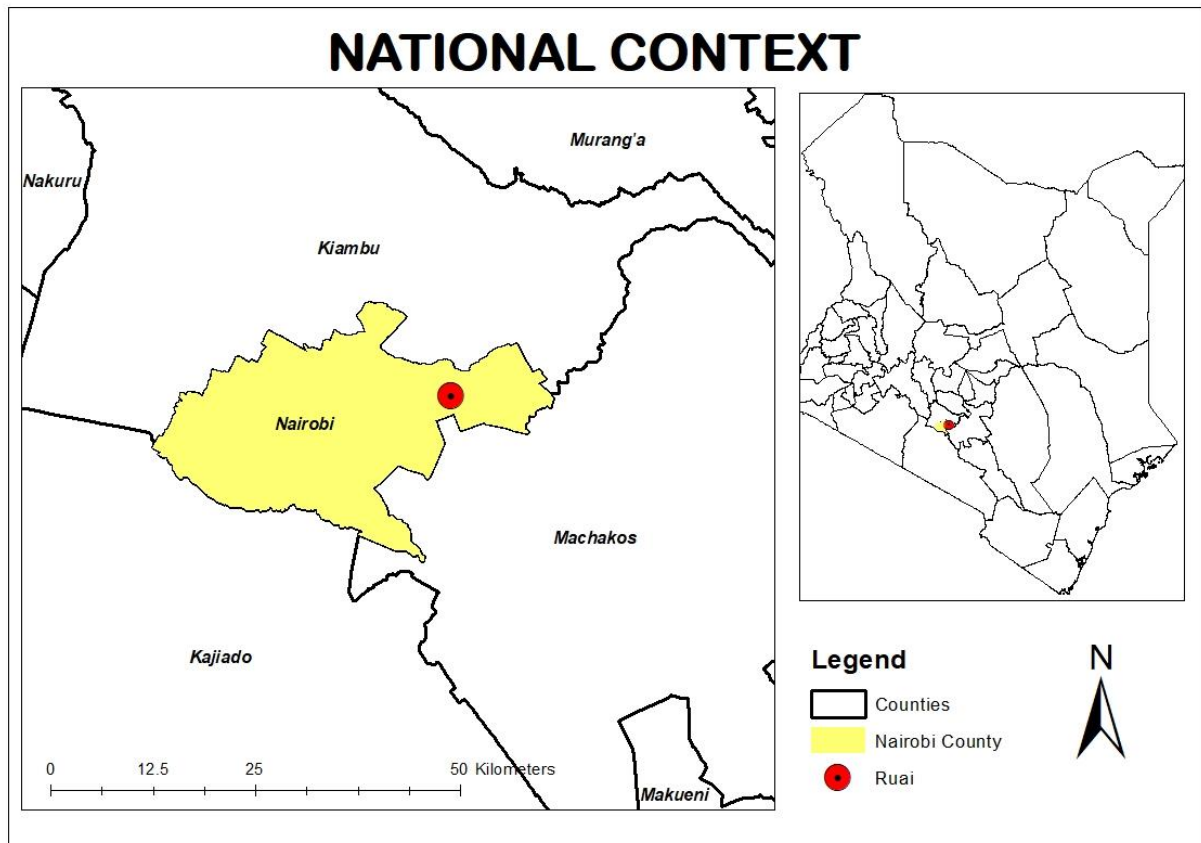 NATIONAL CONTEXT
Murang'a
Nakuru
Kiambu
Nairobi
Machakos
Kajiado
Makueni
0 12.5 25 50 Kilometers
Legend
Counties
Nairobi County
Ruai
N